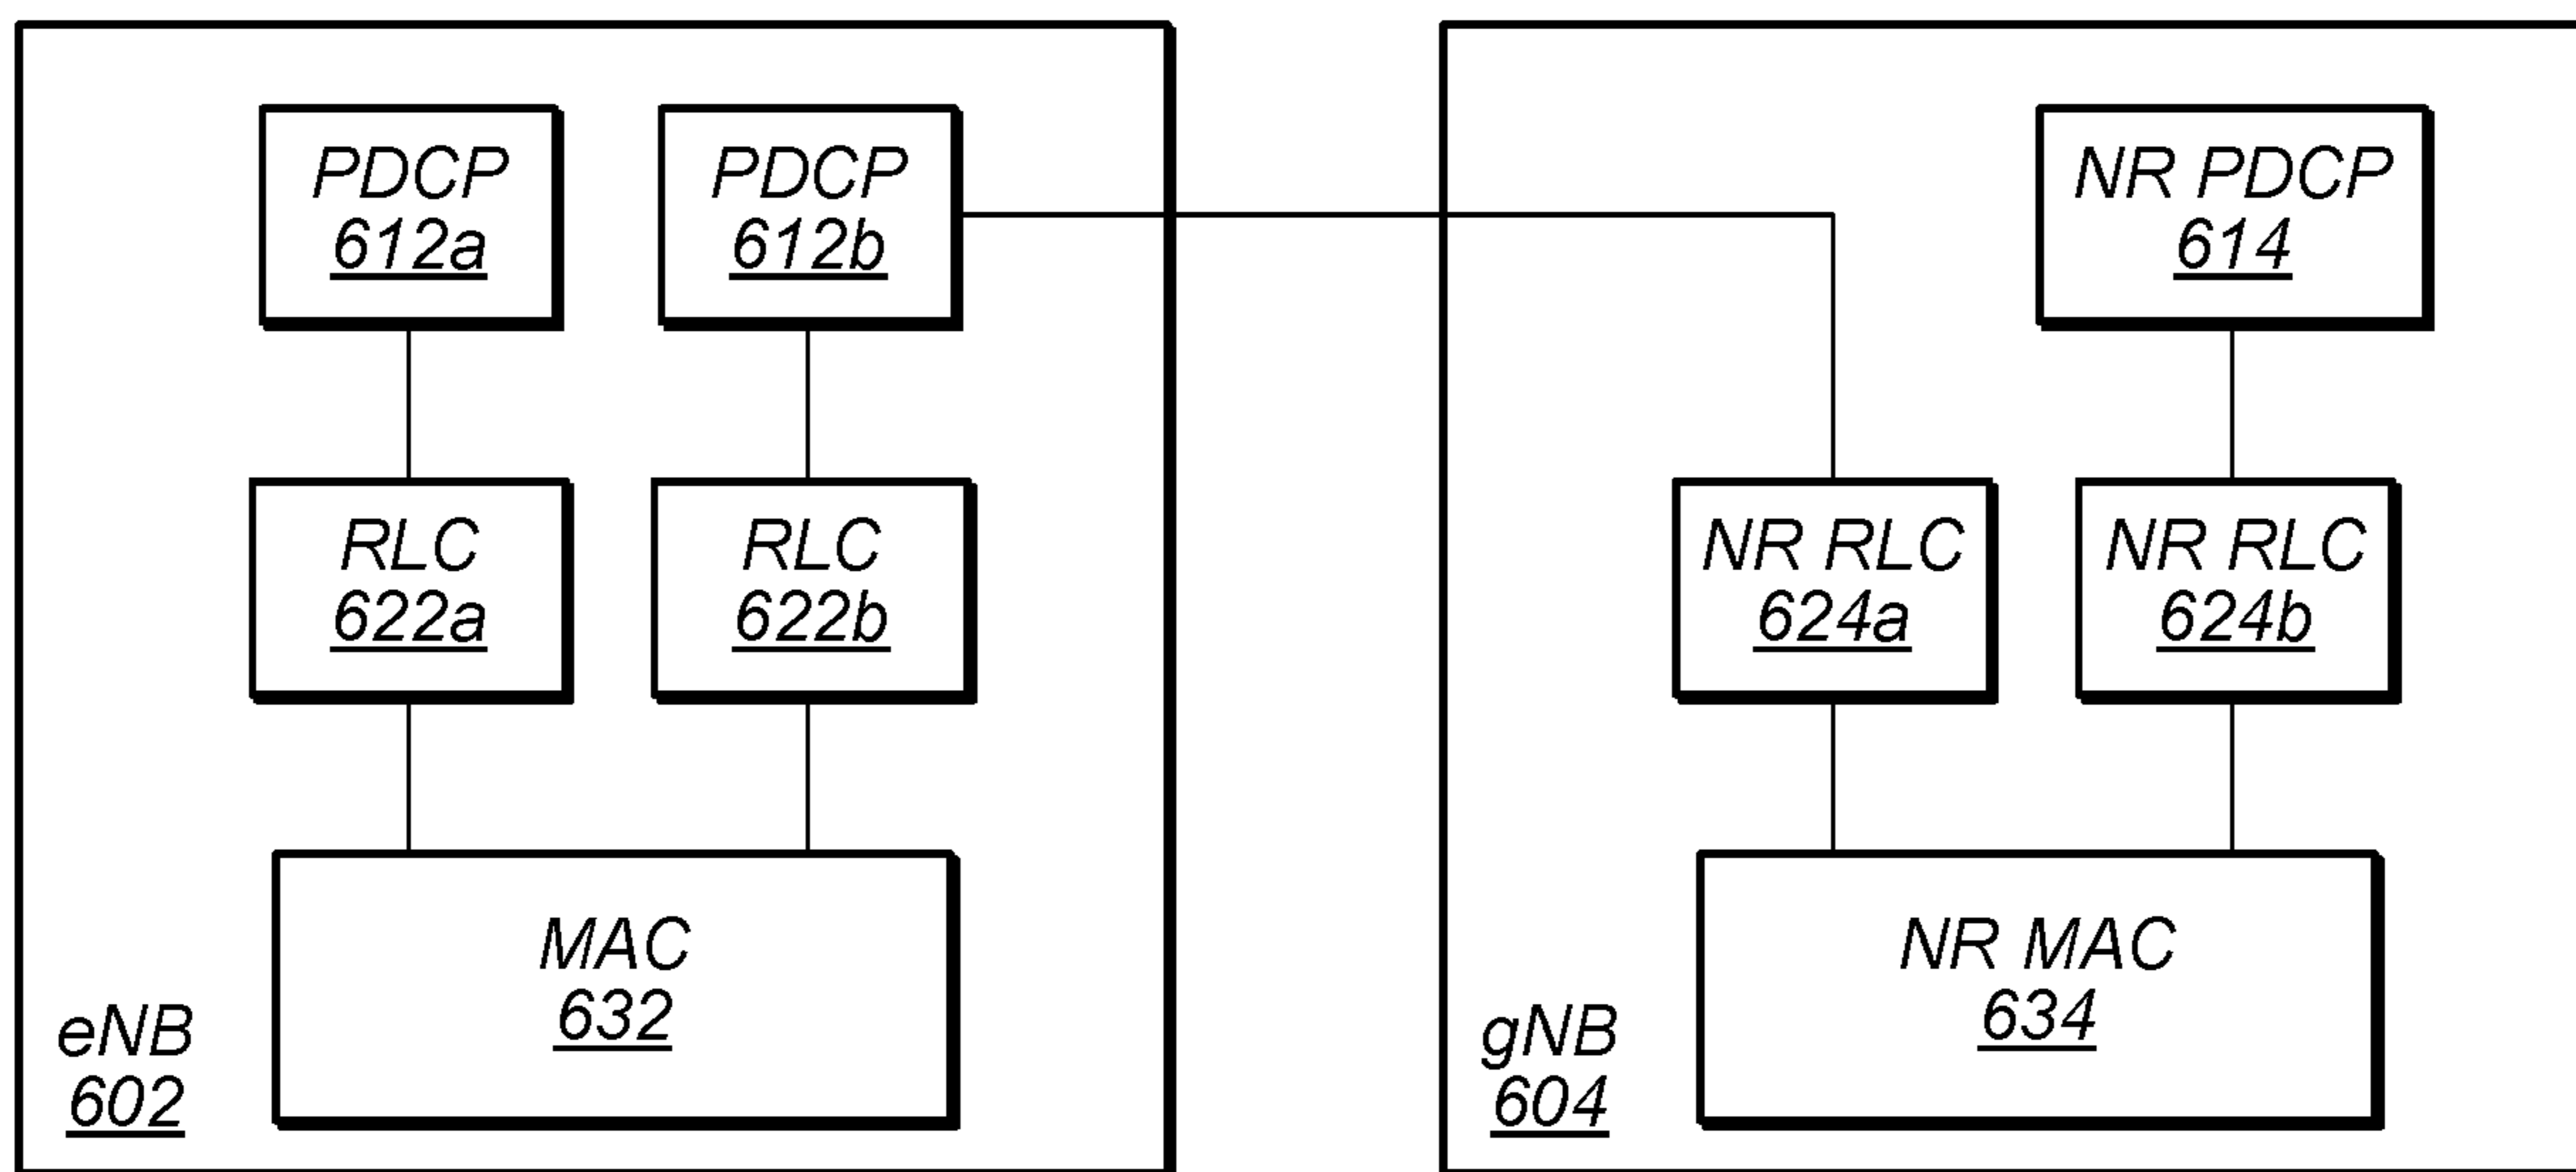 PDCP
612a
PDCP
612b
NR PDCP
614
RLC
622a
RLC
622b
NR RLC
624a
NR RLC
624b
MAC
632
NR MAC
634
eNB
602
gNB
604